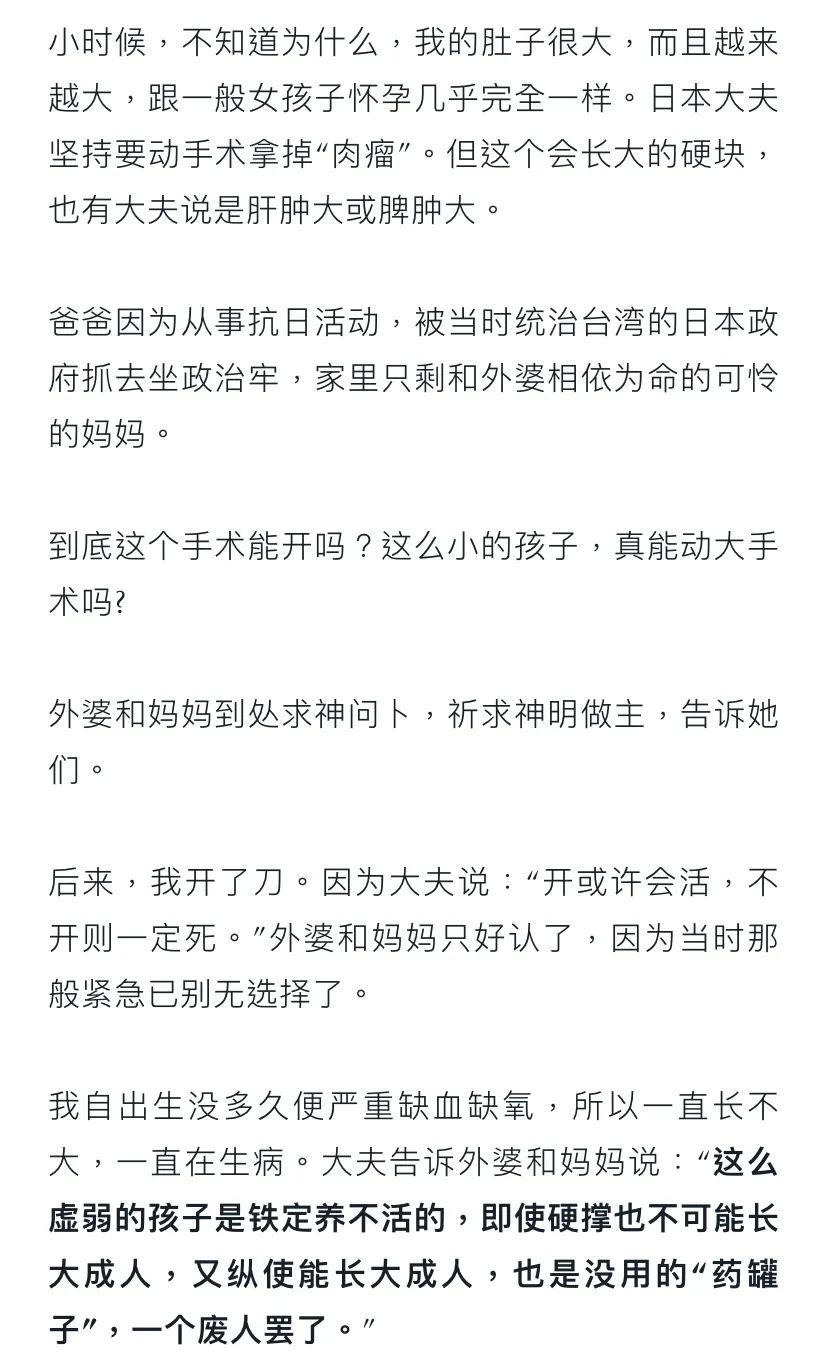 小时候，不知道为什么，我的肚子很大，而且越来
越大，跟一般女孩子怀孕几乎完全一样。日本大夫
坚持要动手术拿掉“肉瘤”。但这个会长大的硬块，
也有大夫说是肝肿大或脾肿大。
爸爸因为从事抗日活动，被当时统治台湾的日本政
府抓去坐政治牢，家里只剩和外婆相依为命的可怜
的妈妈。
到底这个手术能开吗？这么小的孩子，真能动大手
术吗?
外婆和妈妈到处求神问卜，祈求神明做主，告诉她
们。
后来，我开了刀。因为大夫说：“开或许会活，不
开则一定死。”外婆和妈妈只好认了，因为当时那
般紧急已别无选择了。
我自出生没多久便严重缺血缺氧，所以一直长不
大，一直在生病。大夫告诉外婆和妈妈说：“这么
虚弱的孩子是铁定养不活的，即使硬撑也不可能长
大成人，又纵使能长大成人，也是没用的“药罐
子”，一个废人罢了。”